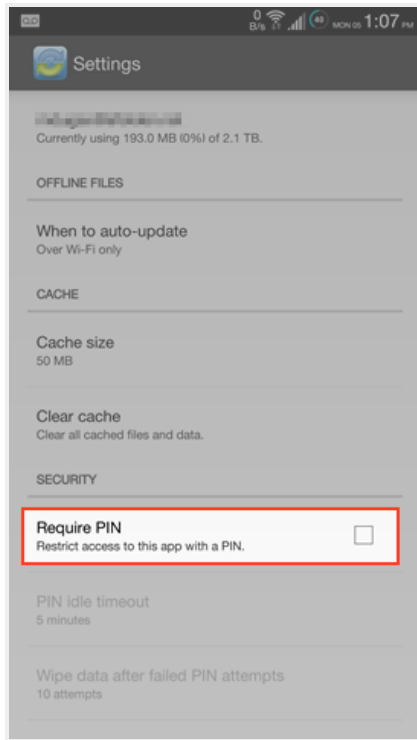 0
B/s
40
MON 05 1:07 PM
Settings
Currently using 193.0 MB (0%) of 2.1 TB.
OFFLINE FILES
When to auto-update
Over Wi-Fi only
CACHE
Cache size
50 MB
Clear cache
Clear all cached files and data.
SECURITY
Require PIN
Restrict access to this app with a PIN.
PIN idle timeout
5 minutes
Wipe data after failed PIN attempts
10 attempts